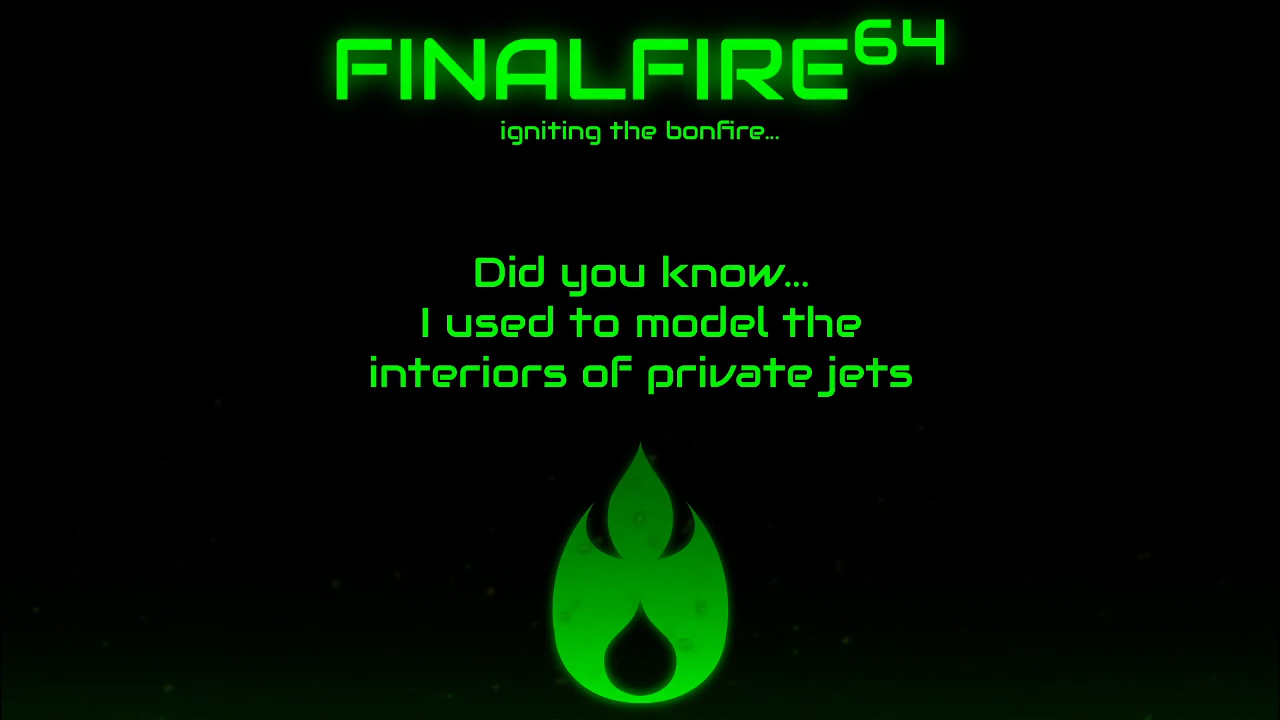 FINALFIRE64
igniting the bonfire...
Did you know...
I used to model the
interiors of private jets